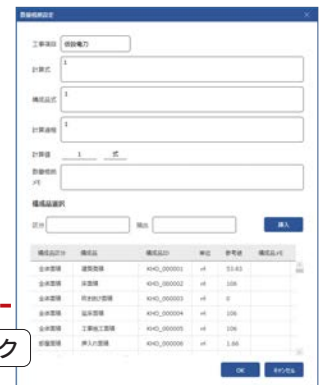 数量根拠設定 ×
工事項目 仮設電力
計算式 1
構成品式 1
計算過程 1
計算値 1 式
数量根拠
メモ
構成品選択
区分 抽出 挿入
構成品区分 構成品 構成品ID 単位 参考値 構成品メモ
全体面積 建築面積 KHO_000001 ㎡ 53.83
全体面積 床面積 KHO_000002 ㎡ 106
全体面積 吹き抜け面積 KHO_000003 ㎡ 0
全体面積 延床面積 KHO_000004 ㎡ 106
全体面積 工事施工面積 KHO_000005 ㎡ 106
部屋面積 押入れ面積 KHO_000006 ㎡ 1.66
ク
OK キャンセル